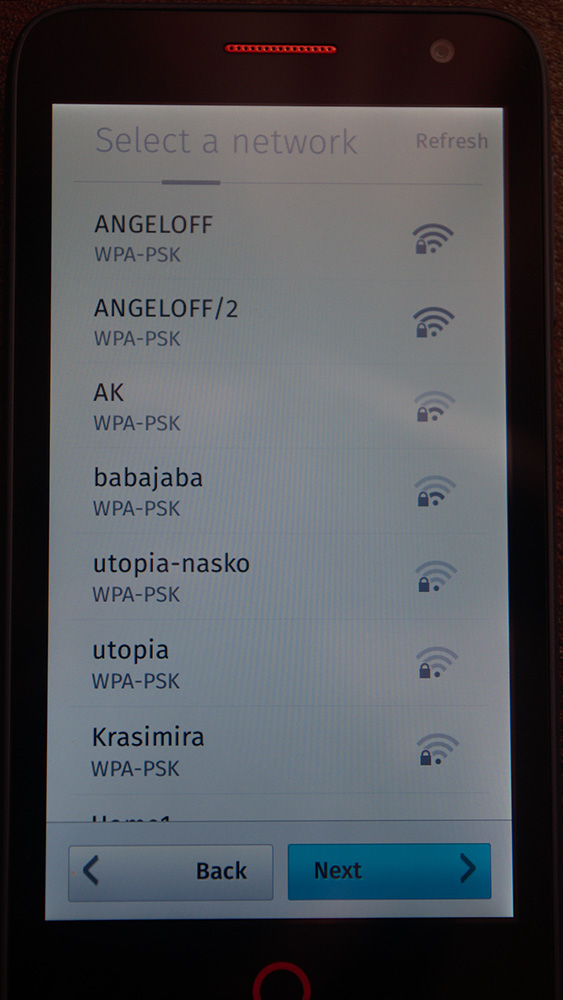 Select a network
Refresh
ANGELOFF
WPA-PSK
ANGELOFF/2
WPA-PSK
AK
WPA-PSK
babajaba
WPA-PSK
utopia-nasko
WPA-PSK
utopia
WPA-PSK
Krasimira
WPA-PSK
Back
Next